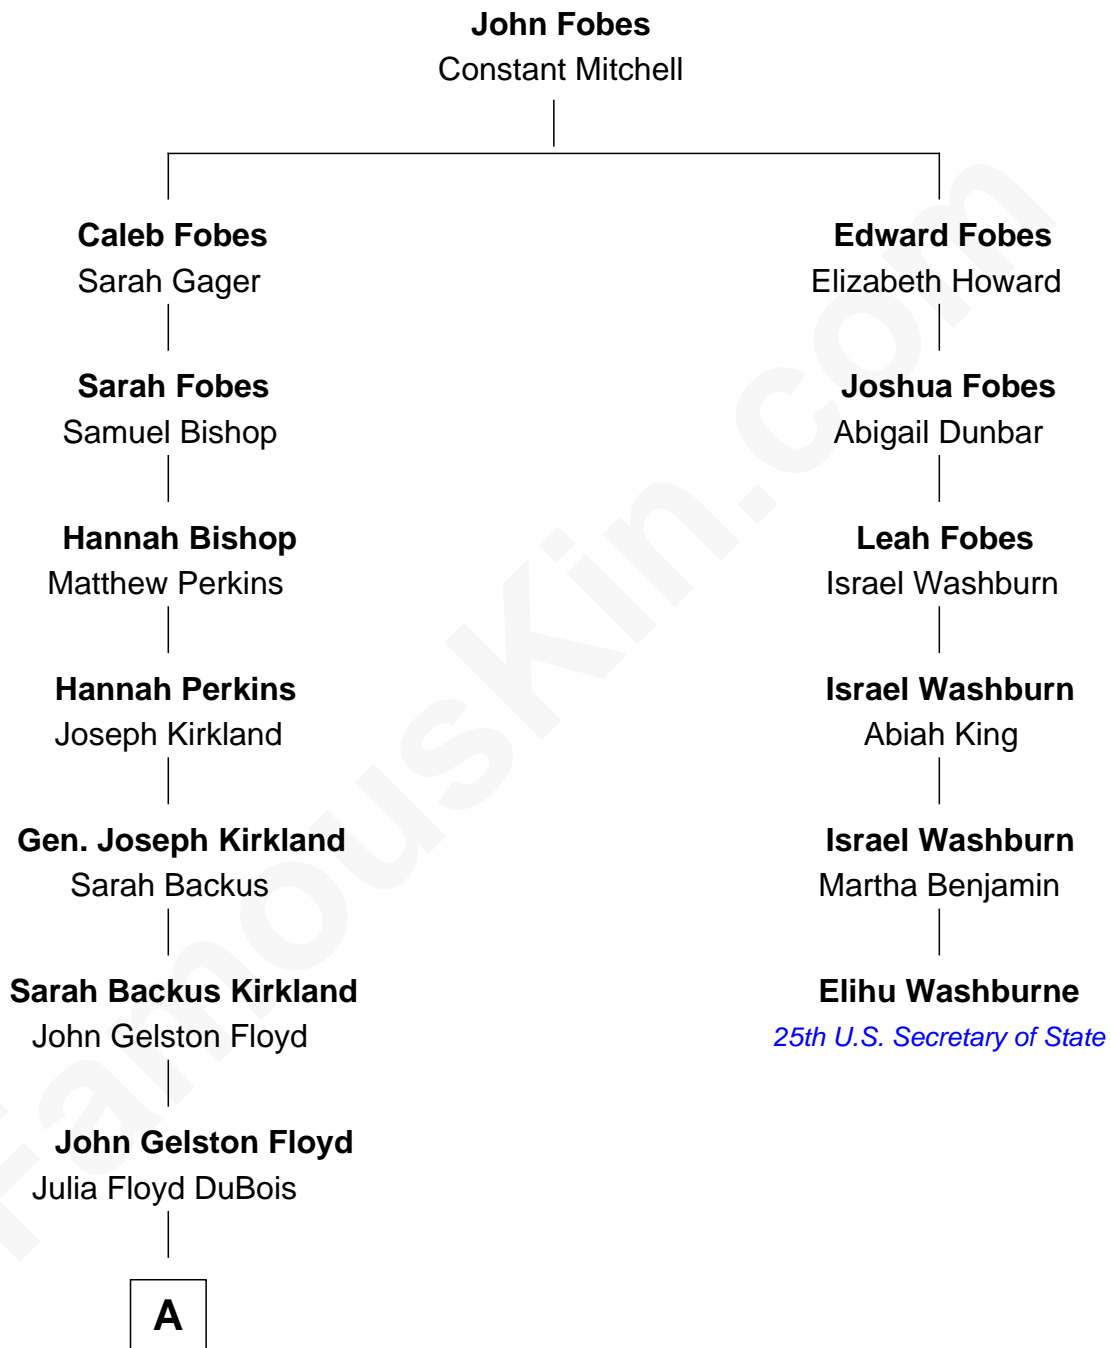 John Fobes
Constant Mitchell
Caleb Fobes
Sarah Gager
Edward Fobes
Elizabeth Howard
Sarah Fobes
Samuel Bishop
Joshua Fobes
Abigail Dunbar
Hannah Bishop
Matthew Perkins
Leah Fobes
Israel Washburn
Hannah Perkins
Joseph Kirkland
Israel Washburn
Abiah King
Gen. Joseph Kirkland
Sarah Backus
Israel Washburn
Martha Benjamin
Sarah Backus Kirkland
John Gelston Floyd
Elihu Washburne
25th U.S. Secretary of State
John Gelston Floyd
Julia Floyd DuBois
A
FamousKin.com